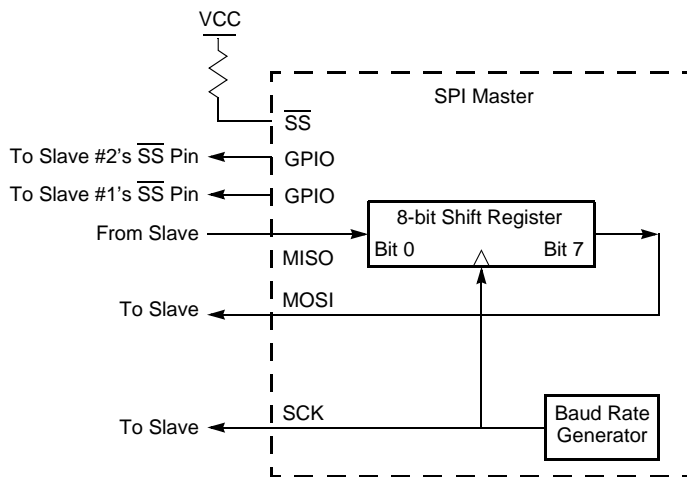 VCC
SPI Master
SS
To Slave #2's SS Pin
GPIO
To Slave #1's SS Pin
GPIO
8-bit Shift Register
From Slave
Bit 0
Bit 7
MISO
MOSI
To Slave
SCK
To Slave
Baud Rate
Generator